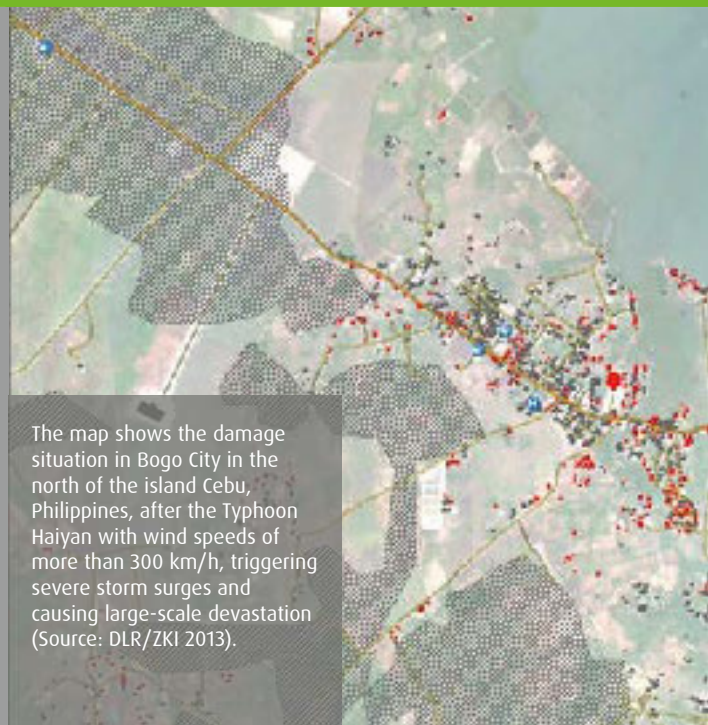 The map shows the damage
situation in Bogo City in the
north of the island Cebu,
Philippines, after the Typhoon
Haiyan with wind speeds of
more than 300 km/h, triggering
severe storm surges and
causing large-scale devastation
(Source: DLR/ZKI 2013).